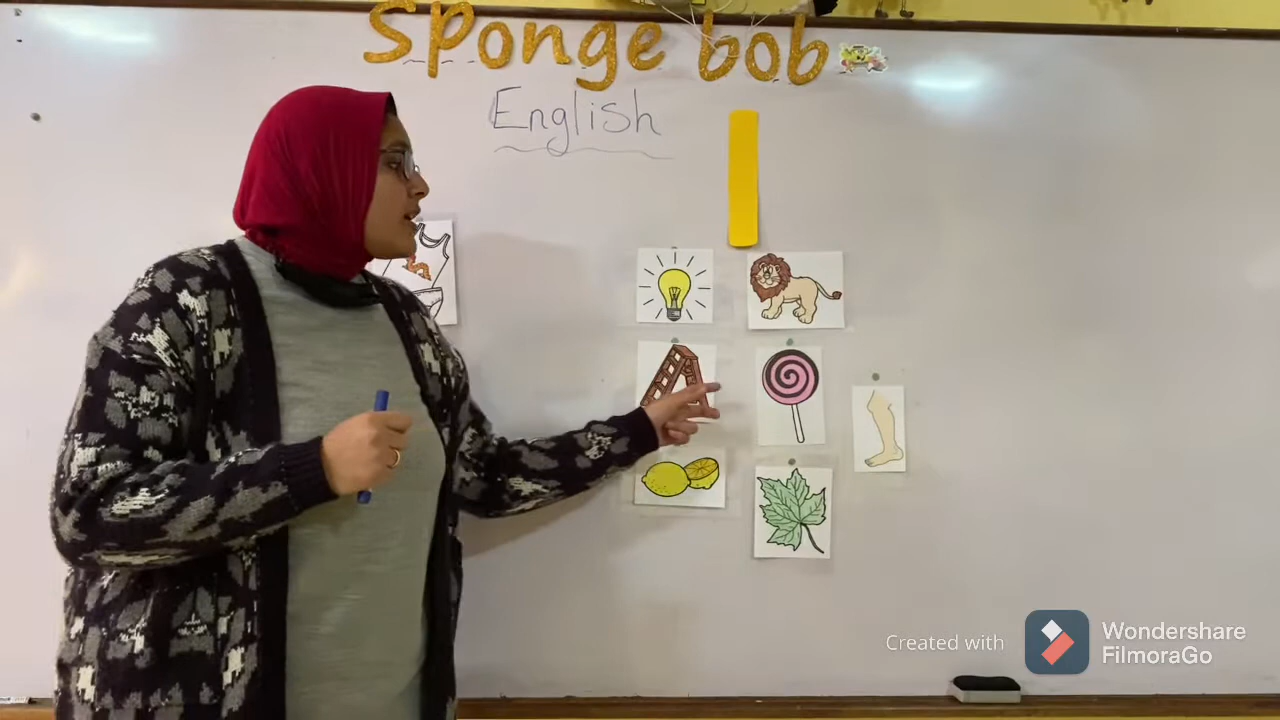 sponge bob
English
l
Created with
Wondershare
FilmoraGo